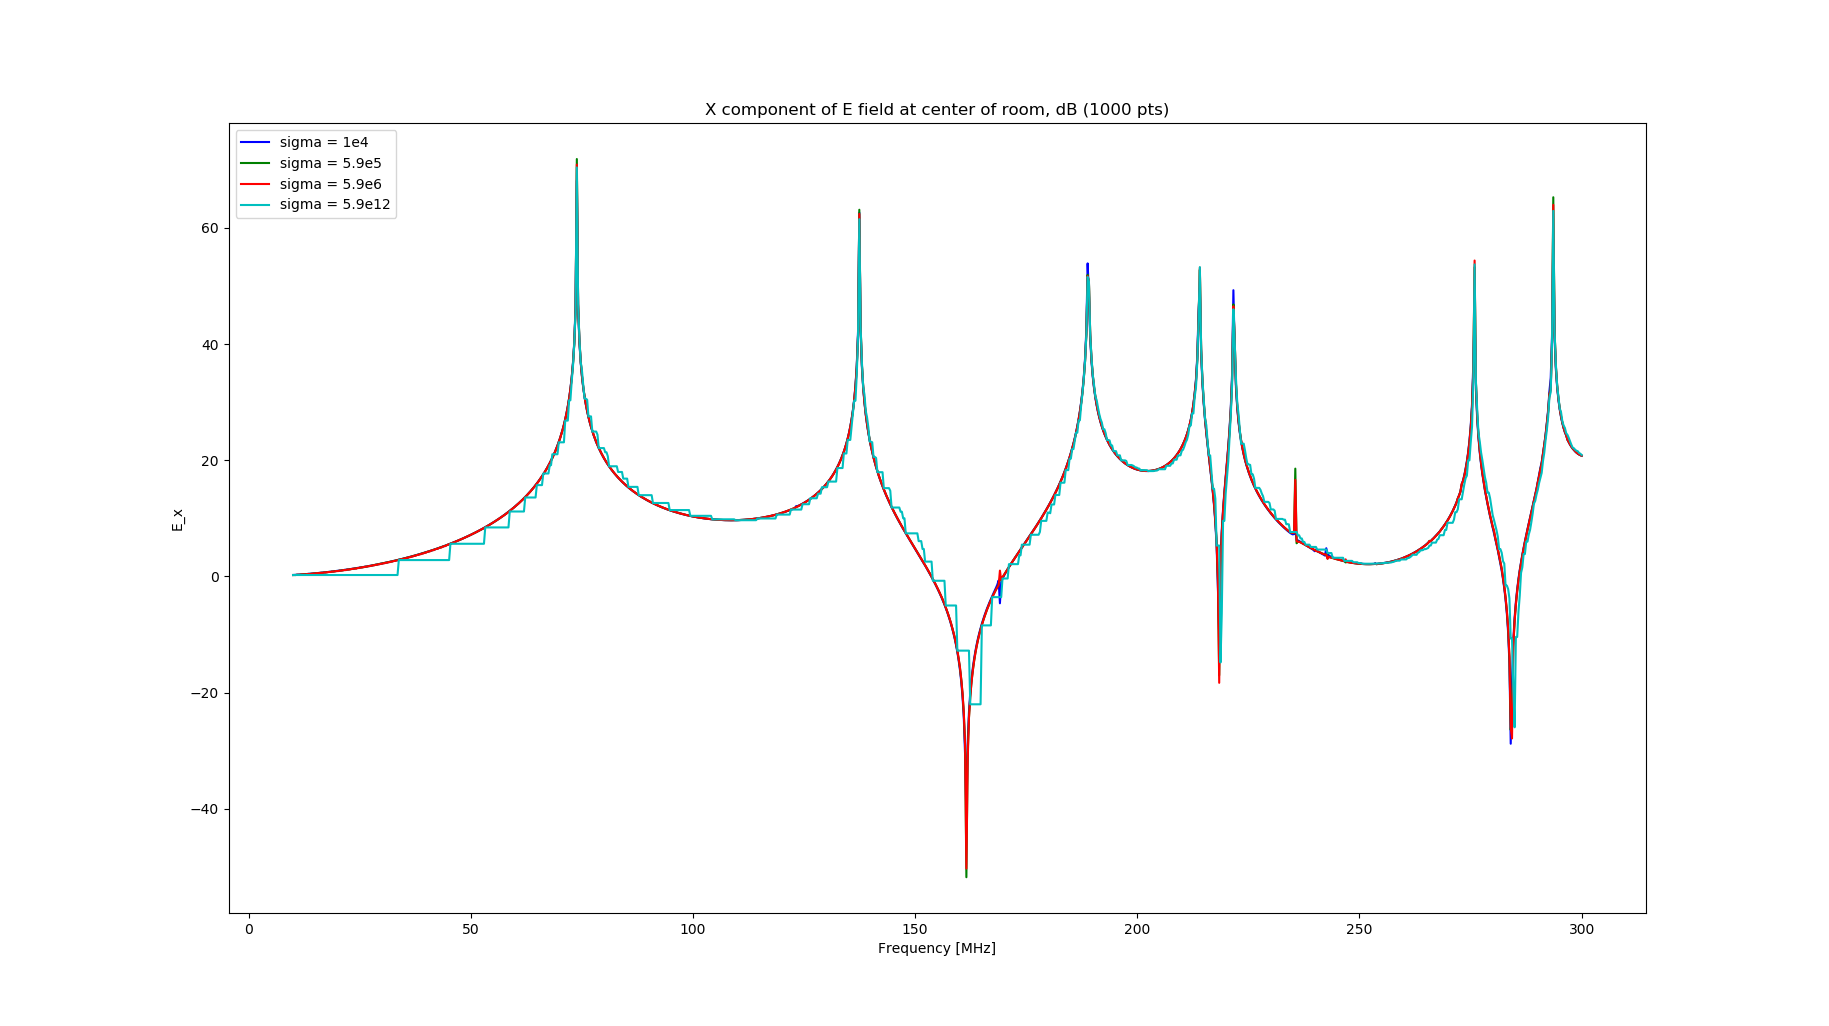 X component of E field at center of room, dB (1000 pts)
sigma = 1e4
sigma = 5.9e5
sigma = 5.9e6
sigma = 5.9e12
60
40
20
0
−20
−40
E_x
0 50 100 150 200 250 300
Frequency [MHz]